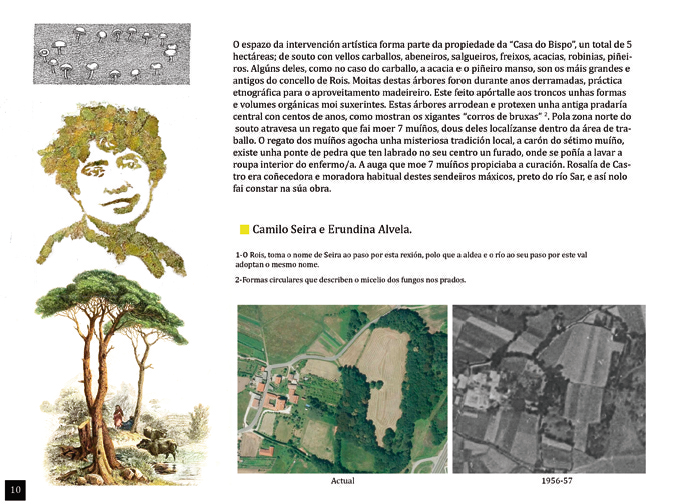 O espazo da intervención artística forma parte da propiedade da “Casa do Bispo”, un total de 5
hectáreas; de souto con vellos carballos, abeneiros, salgueiros, freixos, acacias, robinias, piñei-
ros. Algúns deles, como no caso do carballo, a acacia e o piñeiro manso, son os máis grandes e
antigos do concello de Rois. Moitas destas árbores foron durante anos derramadas, práctica
etnográfica para o aproveitamento madeireiro. Este feito apórtalle aos troncos unhas formas
e volumes orgánicas moi suxerintes. Estas árbores arrodean e protexen unha antiga pradaría
central con centos de anos, como mostran os xigantes “corros de bruxas” 2. Pola zona norte do
souto atravesa un regato que fai moer 7 muíños, dous deles localízanse dentro da área de tra-
ballo. O regato dos muíños agocha unha misteriosa tradición local, a carón do sétimo muíño,
existe unha ponte de pedra que ten labrado no seu centro un furado, onde se poñía a lavar a
roupa interior do enfermo/a. A auga que moe 7 muíños propiciaba a curación. Rosalía de Cas-
tro era coñecedora e moradora habitual destes sendeiros máxicos, preto do río Sar, e así nolo
fai constar na súa obra.
Camilo Seira e Erundina Alvela.
1-O Rois, toma o nome de Seira ao paso por esta rexión, polo que a aldea e o río ao seu paso por este val
adoptan o mesmo nome.
2-Formas circulares que describen o micelio dos fungos nos prados.
Actual
1956-57
10